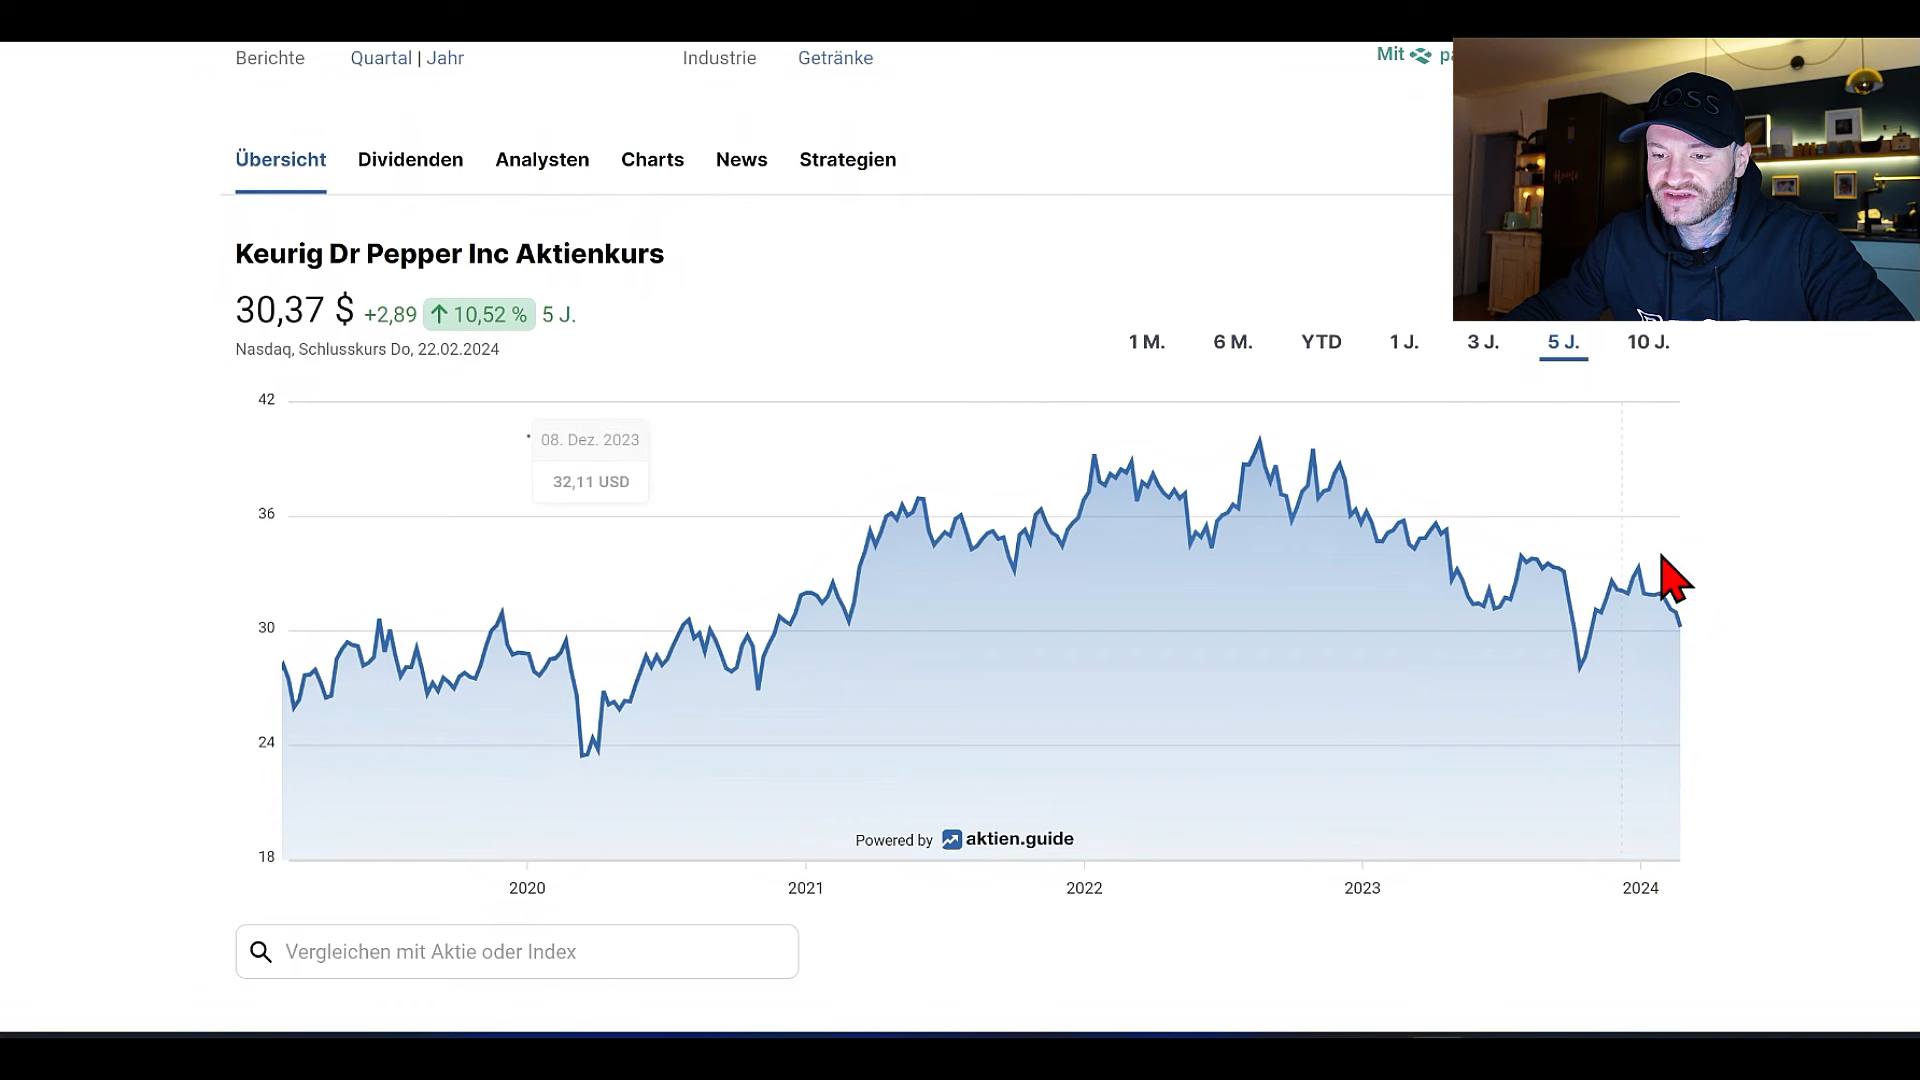 Berichte
Quartal | Jahr
Industrie
Getränke
Mit
BOSS
Home
Übersicht
Dividenden
Analysten
Charts
News
Strategien
Keurig Dr Pepper Inc Aktienkurs
30,37 $ +2,89 ↑ 10,52 % 5 J.
Nasdaq, Schlusskurs Do, 22.02.2024
1 M.
6 M.
YTD
1 J.
3 J.
5 J.
10 J.
42
36
30
24
18
08. Dez. 2023
32,11 USD
Powered by aktien.guide
2020
2021
2022
2023
2024
Vergleichen mit Aktie oder Index